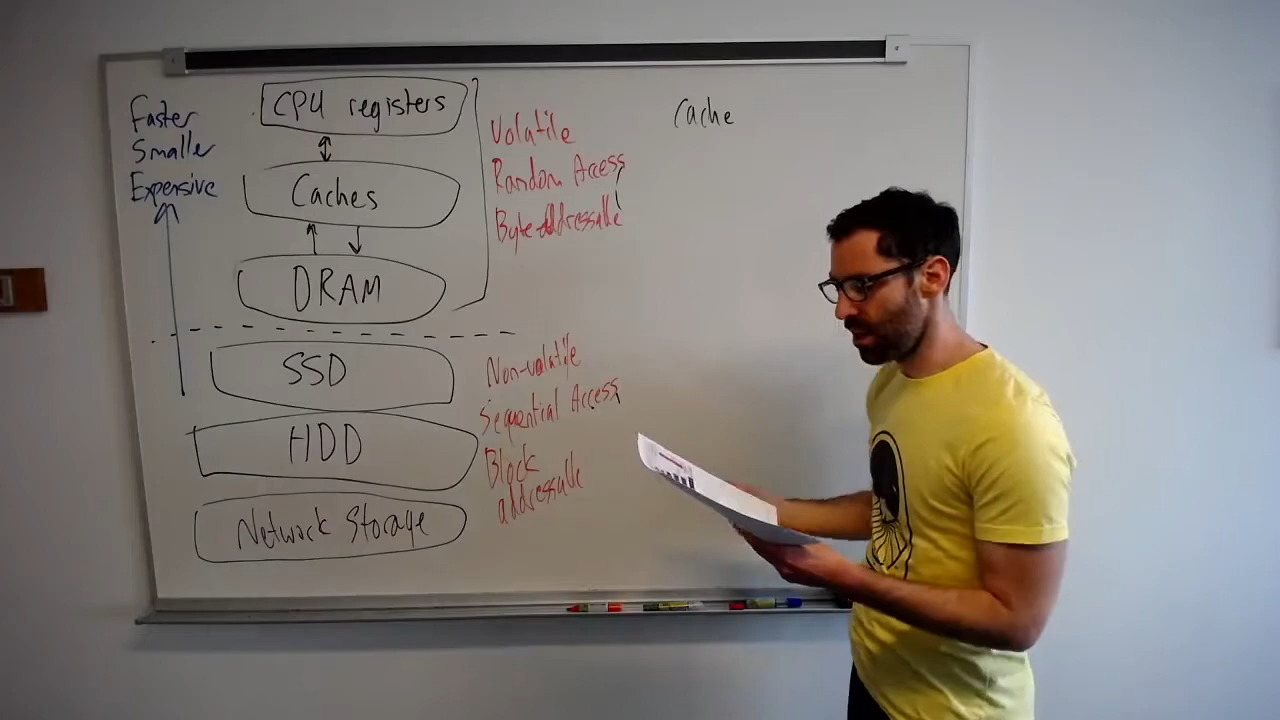 Faster
Smaller
Expensive
CPU registers
Caches
DRAM
SSD
HDD
Network Storage
Volatile
Random Access
Byte addressable
Non-volatile
Sequential Access
Block
addressable
Cache